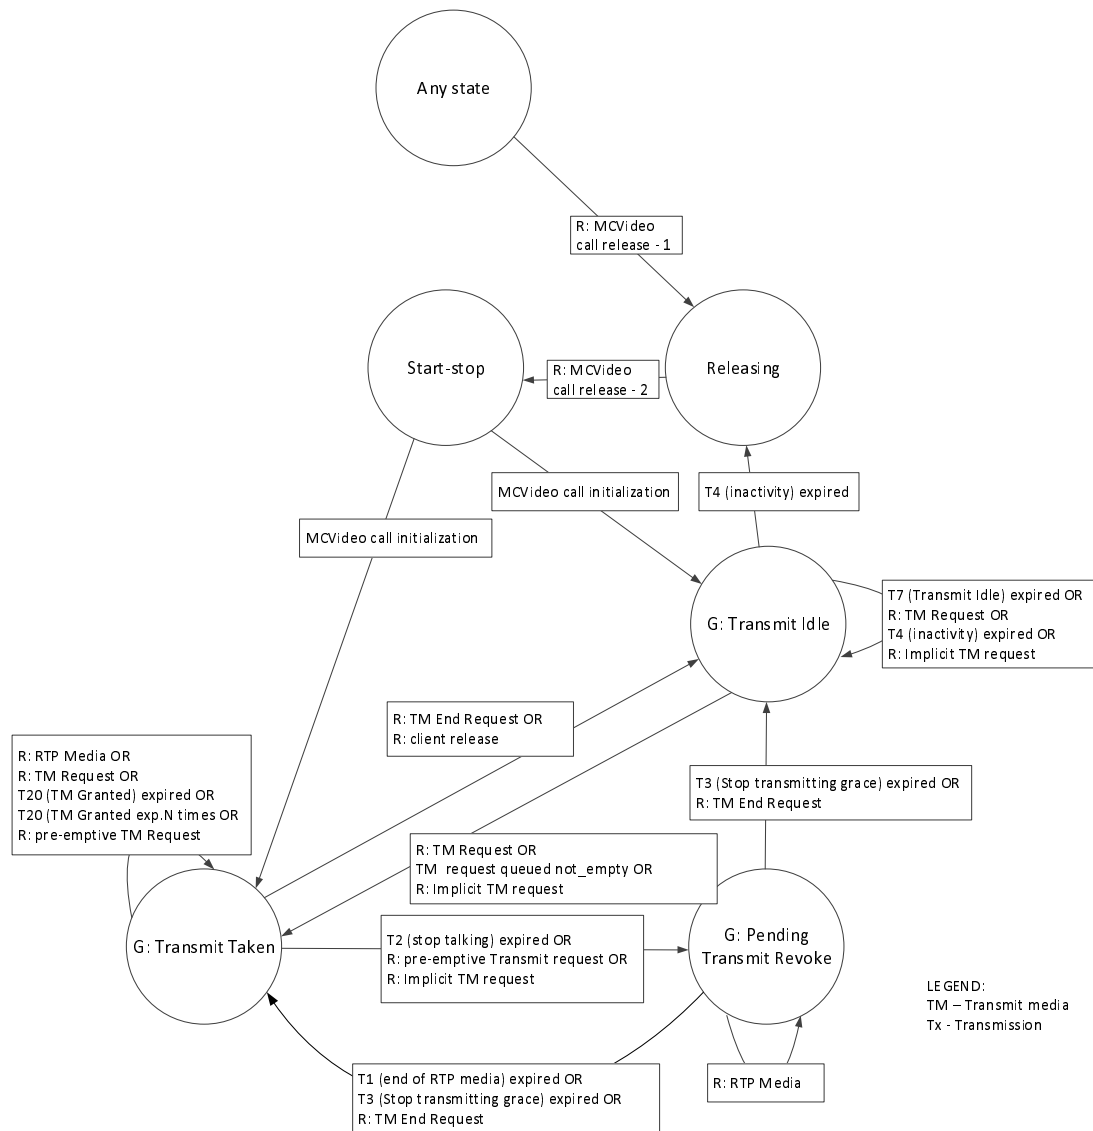 Any state
R: MCVideo
call release - 1
Start-stop
R: MCVideo
call release - 2
Releasing
MCVideo call initialization
T4 (inactivity) expired
MCVideo call initialization
G: Transmit Idle
T7 (Transmit Idle) expired OR
R: TM Request OR
T4 (inactivity) expired OR
R: Implicit TM request
R: TM End Request OR
R: client release
R: RTP Media OR
R: TM Request OR
T20 (TM Granted) expired OR
T20 (TM Granted exp.N times OR
R: pre-emptive TM Request
T3 (Stop transmitting grace) expired OR
R: TM End Request
R: TM Request OR
TM  request queued not_empty OR
R: Implicit TM request
G: Transmit Taken
T2 (stop talking) expired OR
R: pre-emptive Transmit request OR
R: Implicit TM request
G: Pending
Transmit Revoke
LEGEND:
TM – Transmit media
Tx - Transmission
T1 (end of RTP media) expired OR
T3 (Stop transmitting grace) expired OR
R: TM End Request
R: RTP Media